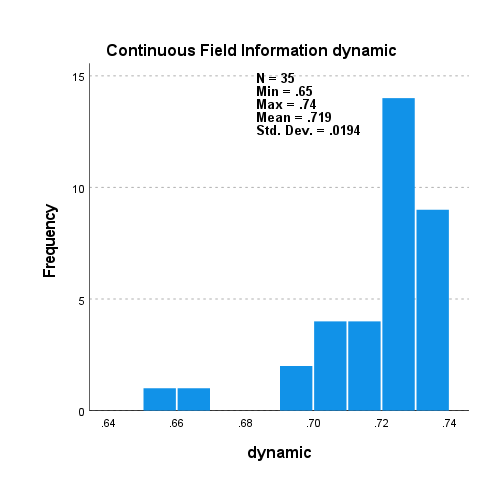 Continuous Field Information dynamic
N = 35
Min = .65
Max = .74
Mean = .719
Std. Dev. = .0194
15
10
5
0
Frequency
.64 .66 .68 .70 .72 .74
dynamic